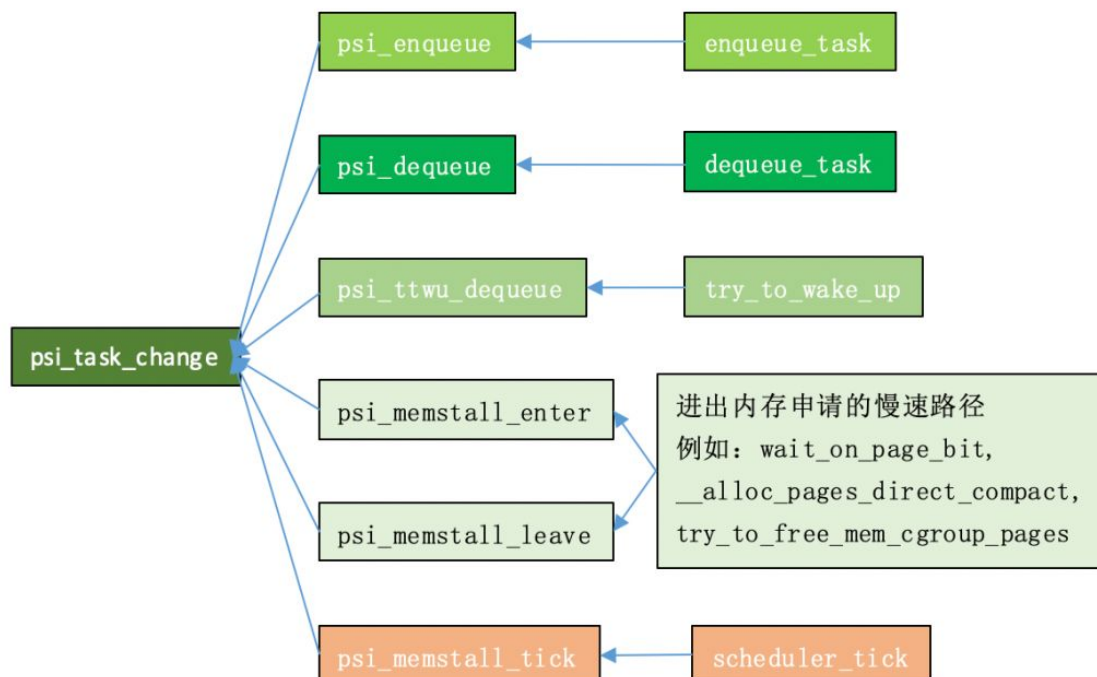 psi_enqueue
enqueue_task
psi_dequeue
dequeue_task
psi_ttwu_dequeue
try_to_wake_up
psi_task_change
psi_memstall_enter
进出内存申请的慢速路径
例如：wait_on_page_bit,
__alloc_pages_direct_compact,
try_to_free_mem_cgroup_pages
psi_memstall_leave
psi_memstall_tick
scheduler_tick